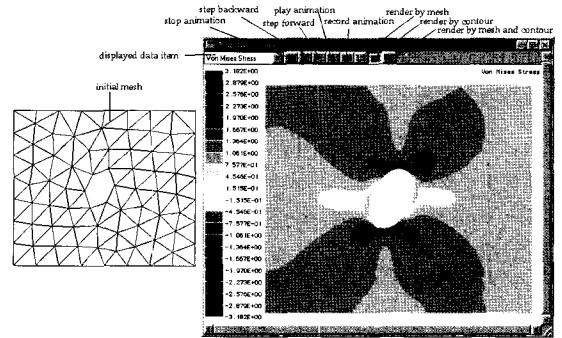 step backward
play animation
render by mesh
stop animation
step forward
record animation
render by contour
render by mesh and contour
displayed data item
Von Mises Stress
initial mesh
Von Mises Stress
3.182E+00
2.879E+00
2.576E+00
2.273E+00
1.970E+00
1.667E+00
1.364E+00
1.061E+00
7.577E-01
4.546E-01
1.515E-01
-1.515E-01
-4.546E-01
-7.577E-01
-1.061E+00
-1.364E+00
-1.667E+00
-1.970E+00
-2.273E+00
-2.576E+00
-2.879E+00
-3.182E+00